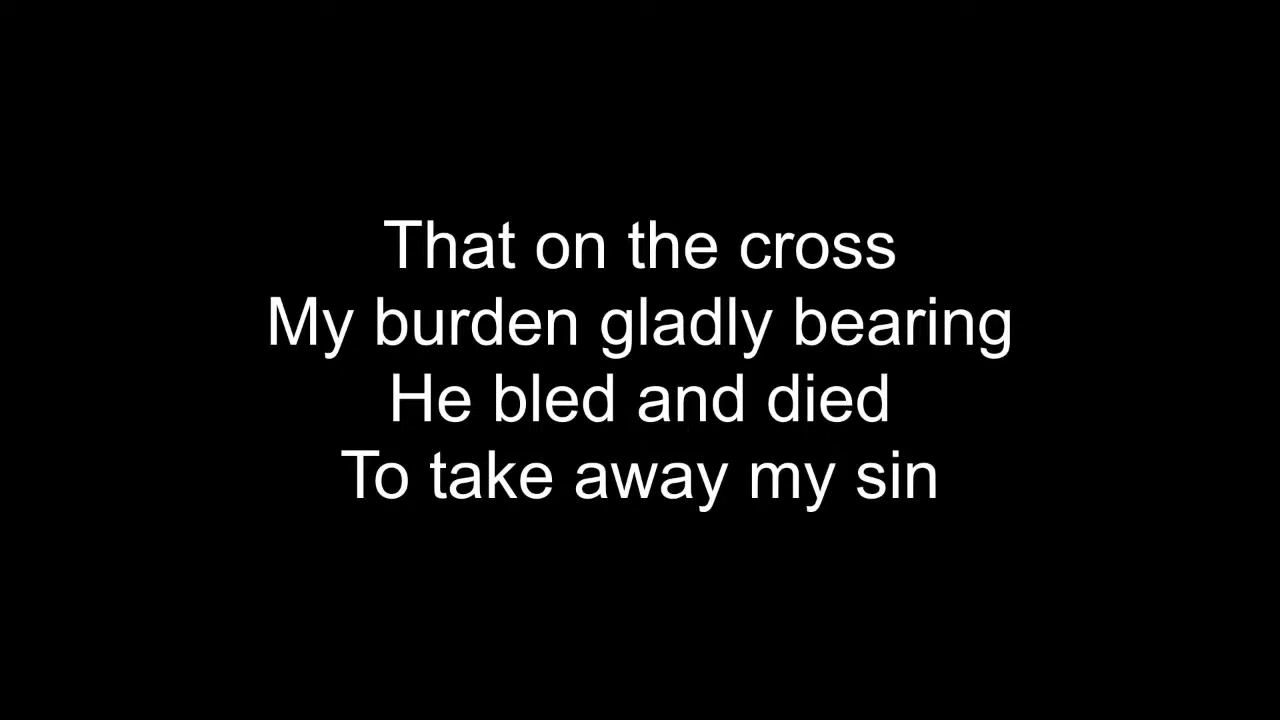 That on the cross
My burden gladly bearing
He bled and died
To take away my sin